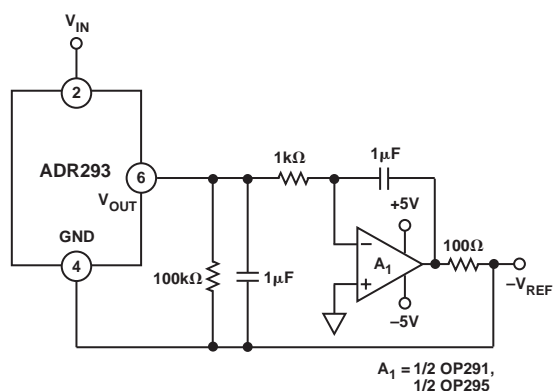 V_IN
2
ADR293
6
V_OUT
GND
4
1kΩ
1μF
+5V
100kΩ
1μF
−
A_1
+
100Ω
−V_REF
−5V
A_1 = 1/2 OP291,
1/2 OP295